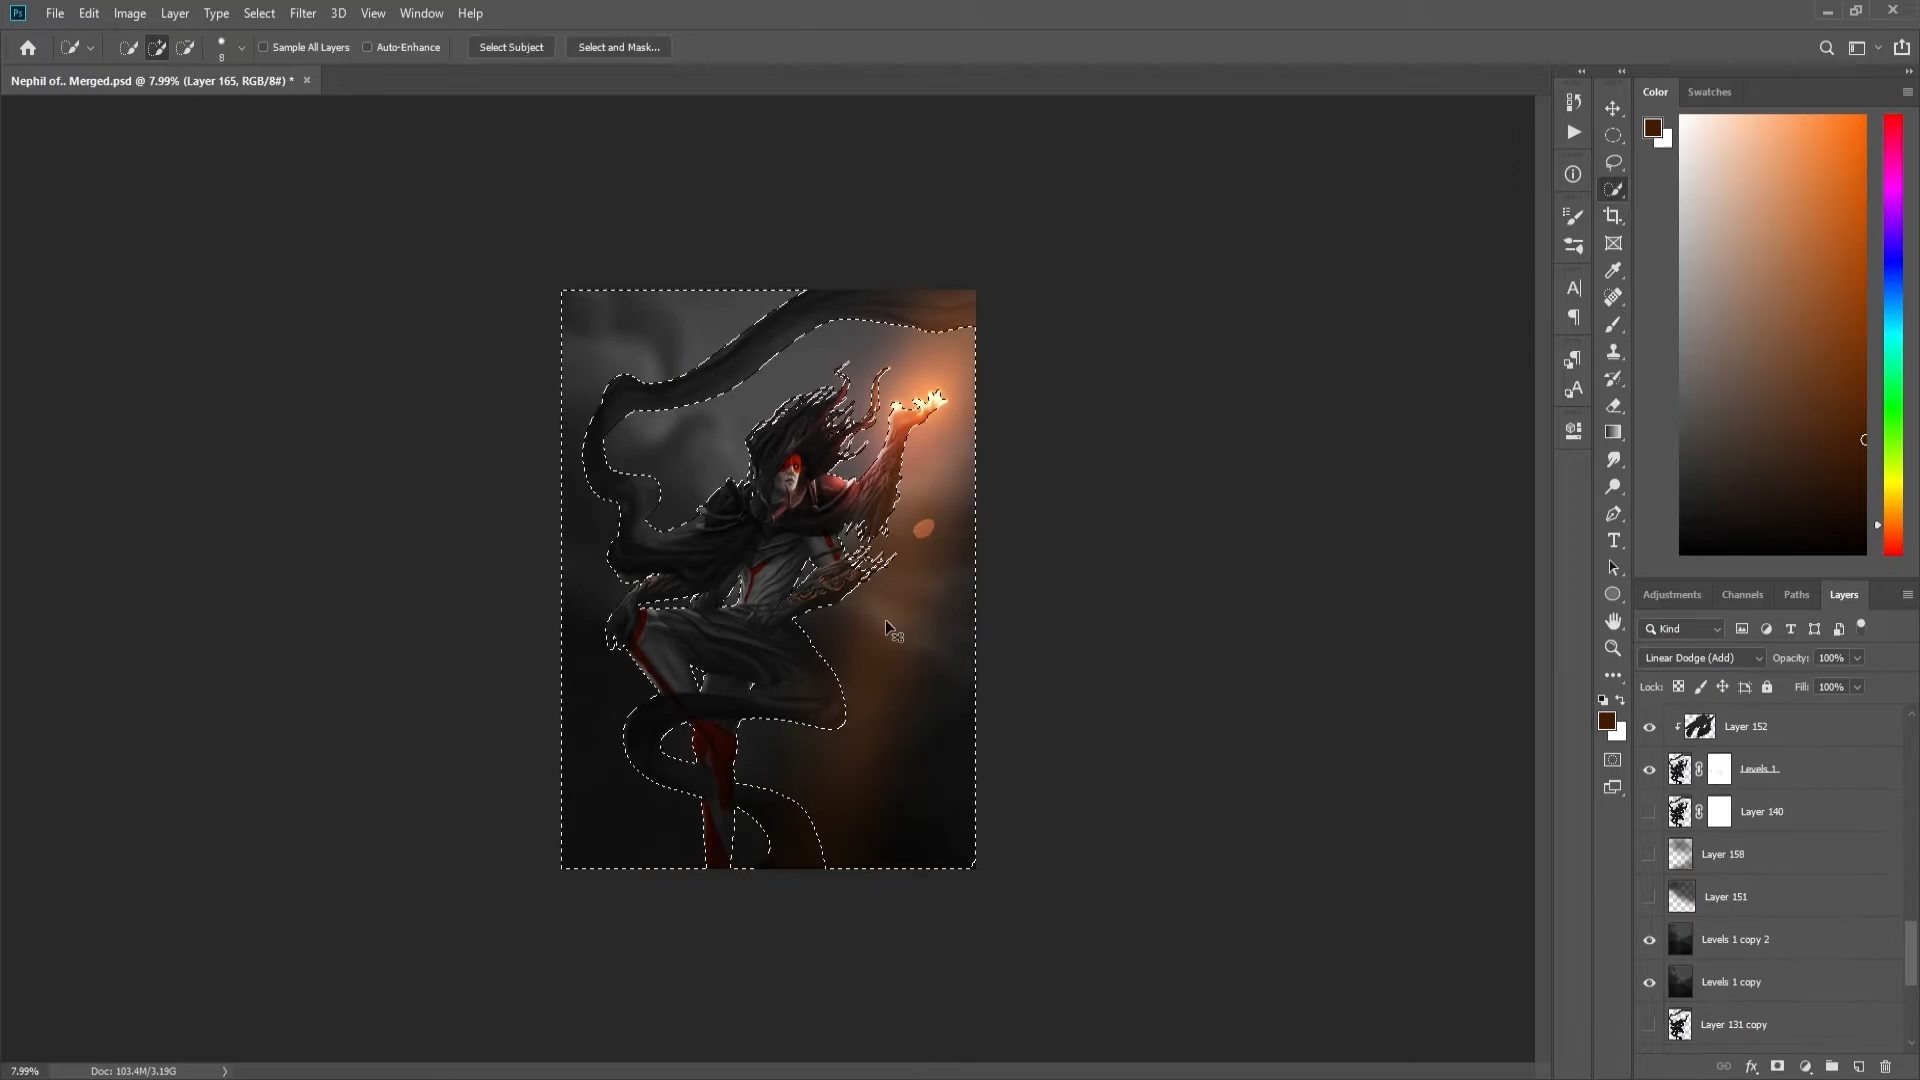 Ps File Edit Image Layer Type Select Filter 3D View Window Help
8 Sample All Layers Auto-Enhance Select Subject Select and Mask...
Nephil of.. Merged.psd @ 7.99% (Layer 165, RGB/8#) * ×
Color Swatches
Adjustments Channels Paths Layers
Kind
Linear Dodge (Add) Opacity: 100%
Lock: Fill: 100%
Layer 152
Levels 1
Layer 140
Layer 158
Layer 151
Levels 1 copy 2
Levels 1 copy
Layer 131 copy
7.99% Doc: 103.4M/3.19G